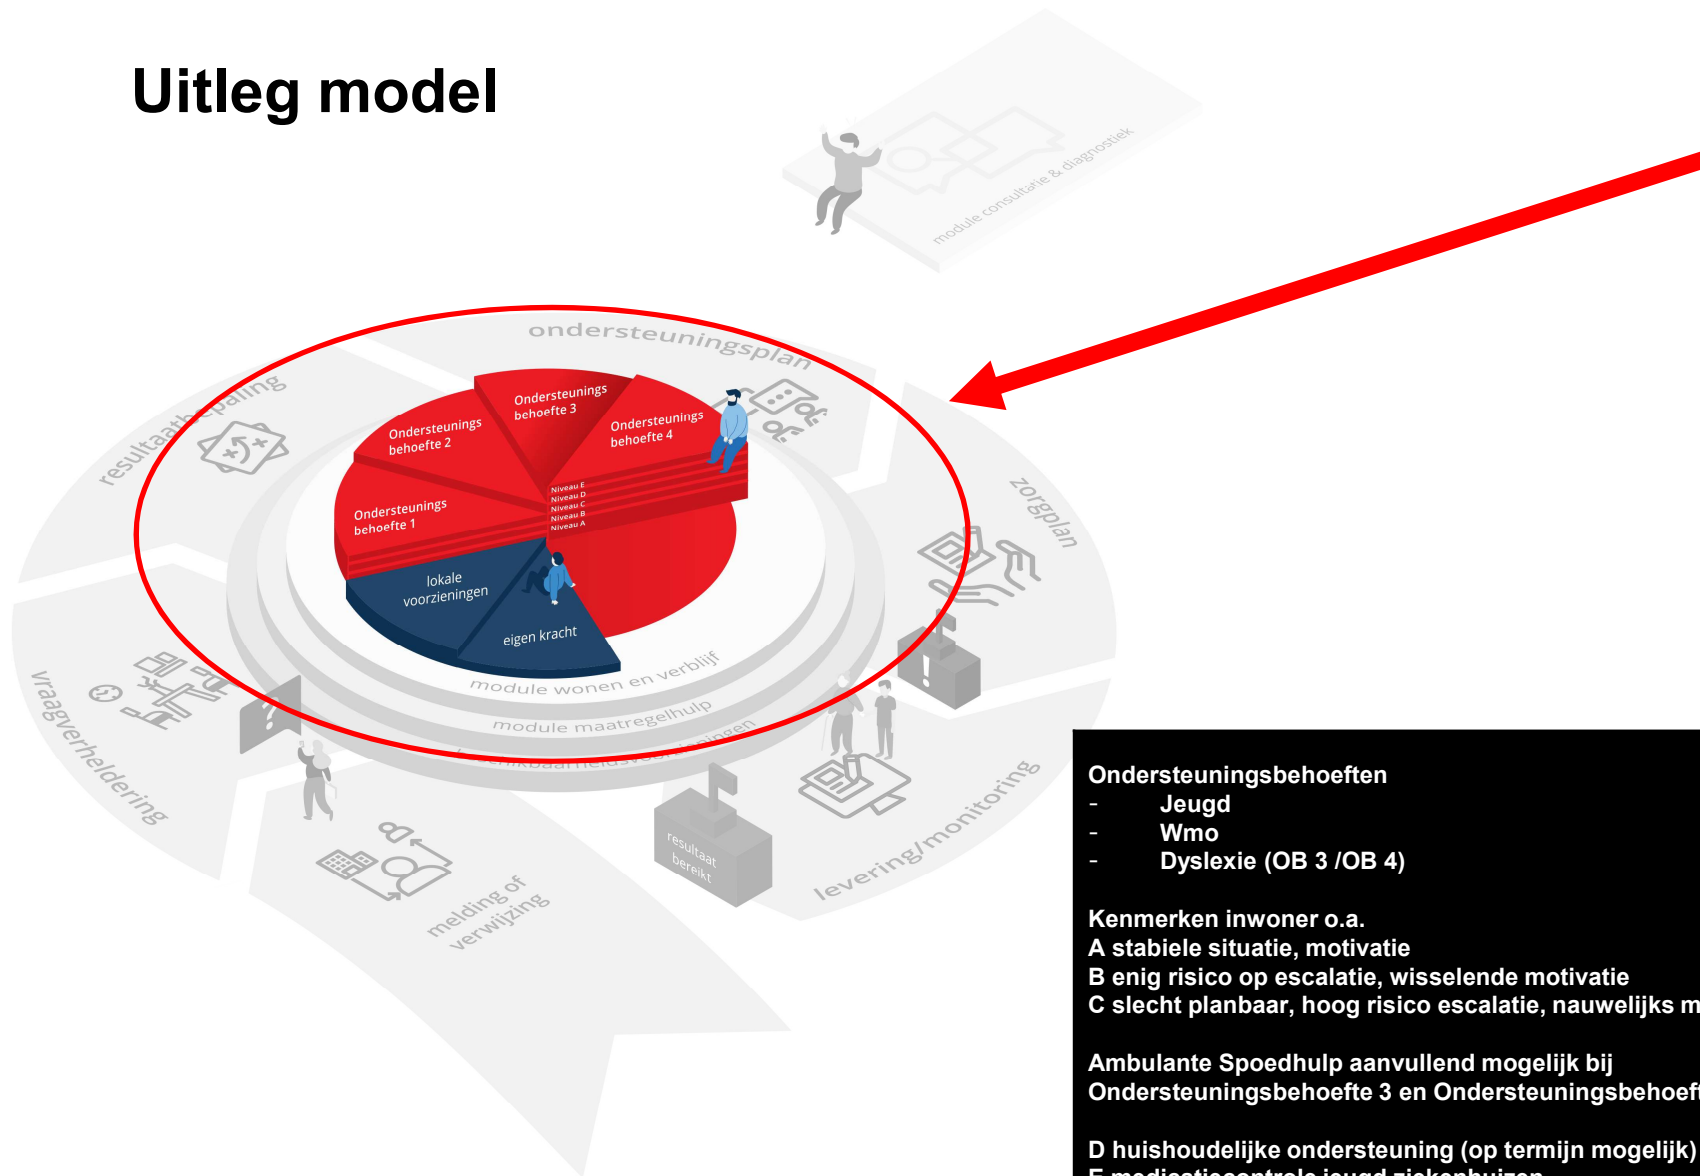 Uitleg model
module consultatie & diagnostiek
ondersteuningsplan
resultaatbepaling
zorgplan
Ondersteunings
behoefte 3
Ondersteunings
behoefte 4
Ondersteunings
behoefte 2
Ondersteunings
behoefte 1
Niveau E
Niveau D
Niveau C
Niveau B
Niveau A
lokale
voorzieningen
eigen kracht
module wonen en verblijf
module maatregelhulp
vraagverheldering
melding of
verwijzing
resultaat
bereikt
levering/monitoring
Ondersteuningsbehoeften
- Jeugd
- Wmo
- Dyslexie (OB 3 /OB 4)
Kenmerken inwoner o.a.
A stabiele situatie, motivatie
B enig risico op escalatie, wisselende motivatie
C slecht planbaar, hoog risico escalatie, nauwelijks m
Ambulante Spoedhulp aanvullend mogelijk bij
Ondersteuningsbehoefte 3 en Ondersteuningsbehoeft
D huishoudelijke ondersteuning (op termijn mogelijk)
E medicatiecontrole jeugd ziekenhuizen